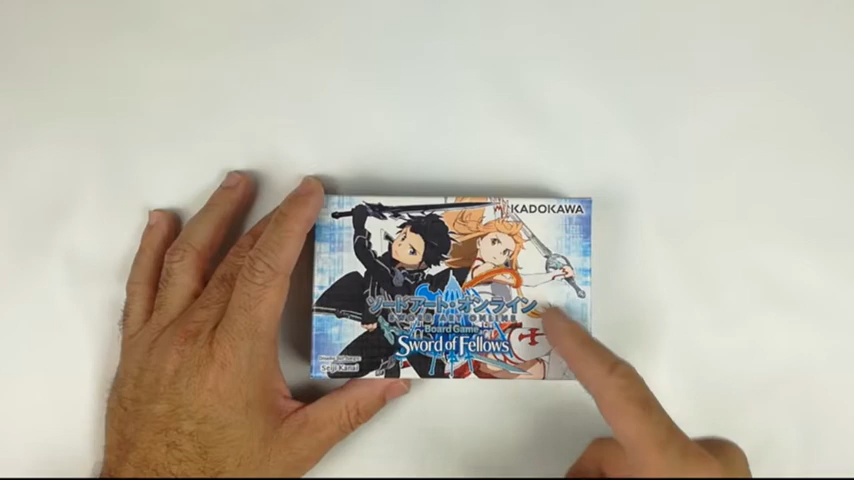 KADOKAWA
ソードアート・オンライン
SWORD ART ONLINE
Board Game
Sword of Fellows
Seiji Kanai